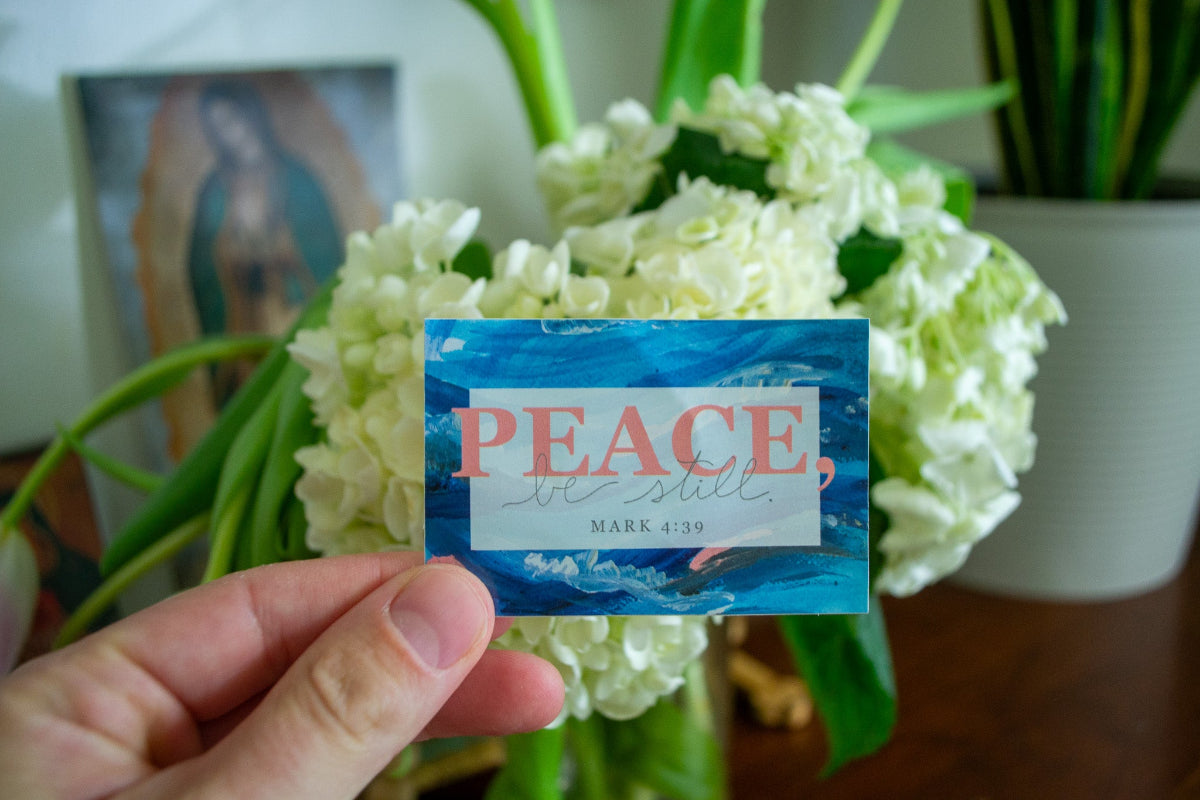 PEACE,
be still.
MARK 4:39